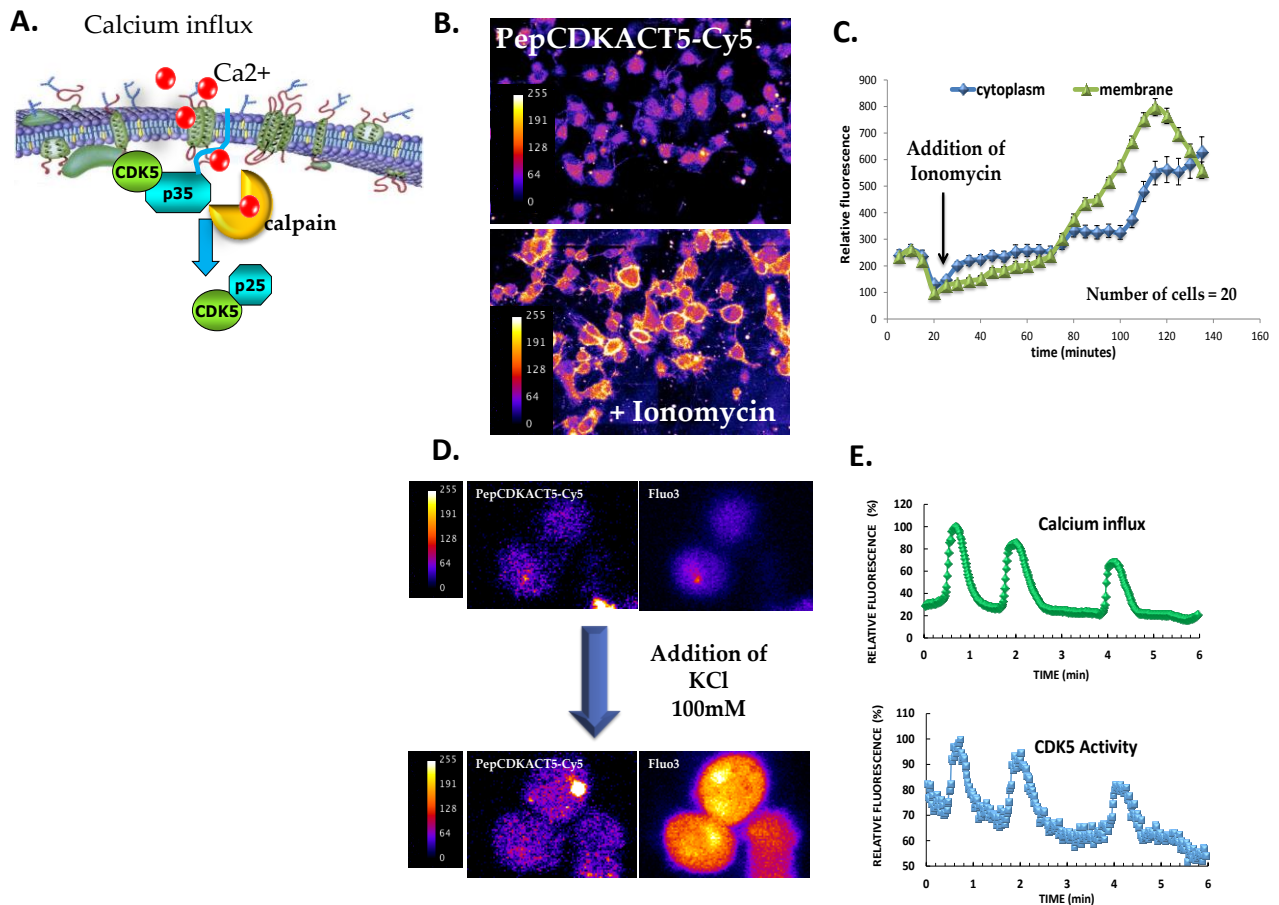 A.
Calcium influx
Ca2+
CDK5
p35
calpain
p25
CDK5
B.
PepCDKACT5-Cy5
255
191
128
64
0
255
191
128
64
0
+ Ionomycin
C.
900
800
700
600
500
400
300
200
100
0
Relative fluorescence
cytoplasm
membrane
Addition of
Ionomycin
Number of cells = 20
0
20
40
60
80
100
120
140
160
time (minutes)
D.
255
191
128
64
0
PepCDKACT5-Cy5
Fluo3
Addition of
KCl
100mM
255
191
128
64
0
PepCDKACT5-Cy5
Fluo3
E.
RELATIVE FLUORESCENCE (%)
120
100
80
60
40
20
0
Calcium influx
0
1
2
3
4
5
6
TIME (min)
RELATIVE FLUORESCENCE (%)
110
100
90
80
70
60
50
CDK5 Activity
0
1
2
3
4
5
6
TIME (min)